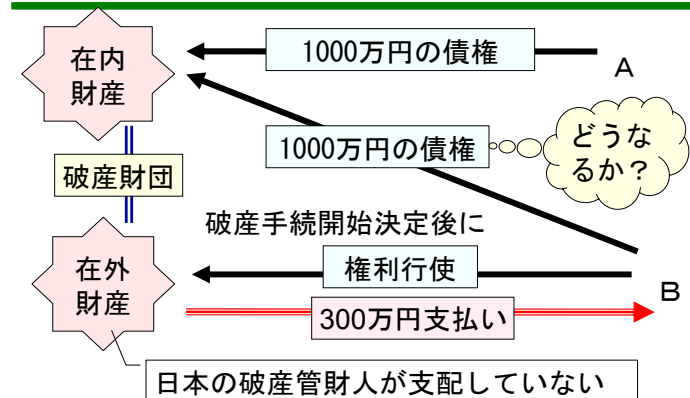 在内
財産
1000万円の債権
A
1000万円の債権
どうな
るか？
破産財団
破産手続開始決定後に
在外
財産
権利行使
B
300万円支払い
日本の破産管財人が支配していない